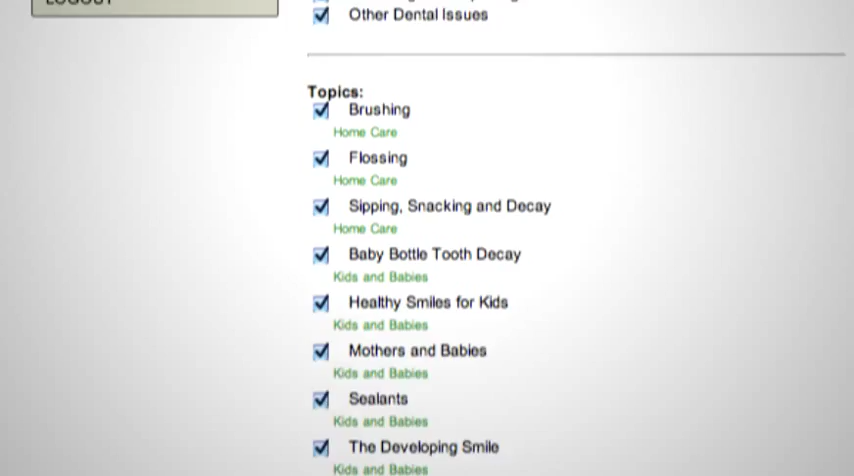 LOGOUT
Other Dental Issues
Topics:
Brushing
Home Care
Flossing
Home Care
Sipping, Snacking and Decay
Home Care
Baby Bottle Tooth Decay
Kids and Babies
Healthy Smiles for Kids
Kids and Babies
Mothers and Babies
Kids and Babies
Sealants
Kids and Babies
The Developing Smile
Kids and Babies